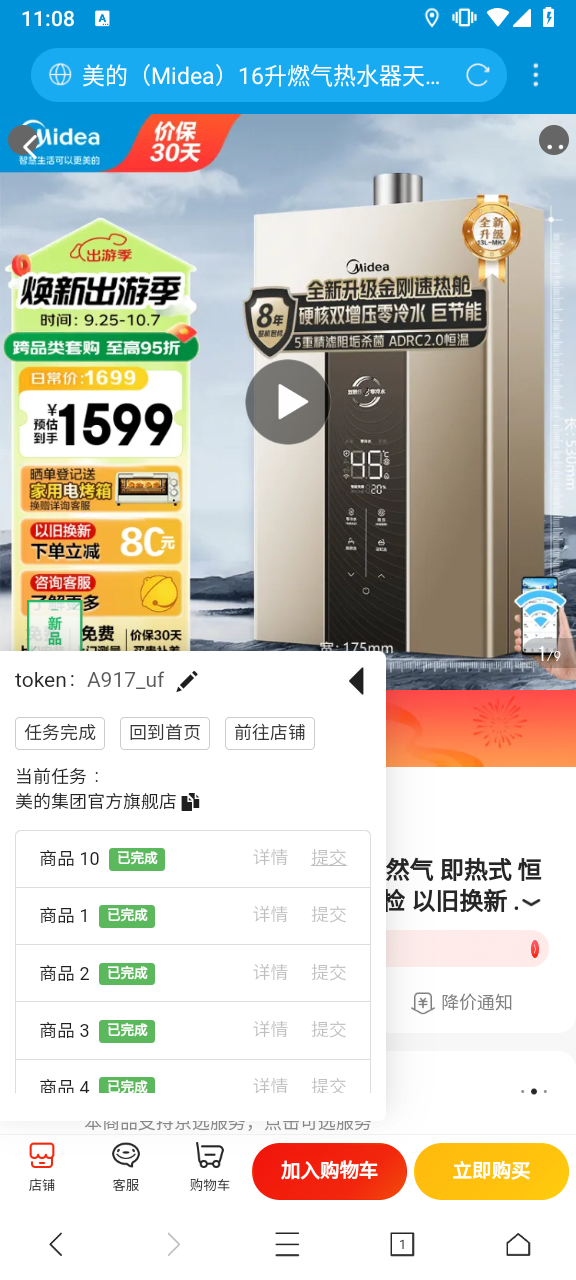 11:08
美的（Midea）16升燃气热水器天...
Midea
智慧生活可以更美的
价保
30天
全新
升级
13L-MK7
出游季
焕新出游季
时间：9.25-10.7
跨品类套购 至高95折
日常价:1699
预估
到手
¥1599
晒单登记送
家用电烤箱
换赠详询客服
以旧换新
下单立减
80元
咨询客服
了解更多
新品
免费
价保30天
Midea
全新升级金刚速热舱
8年
硬核双增压零冷水 巨节能
5重精滤阻垢杀菌 ADRC2.0恒温
45℃
宽：175mm
1/9
token： A917_uf
任务完成
回到首页
前往店铺
当前任务：
美的集团官方旗舰店
商品 10 已完成 详情 提交
商品 1 已完成 详情 提交
商品 2 已完成 详情 提交
商品 3 已完成 详情 提交
商品 4 已完成 详情 提交
然气 即热式 恒
检 以旧换新 .
降价通知
本商品支持京选服务，点击可选服务
店铺
客服
购物车
加入购物车
立即购买
1